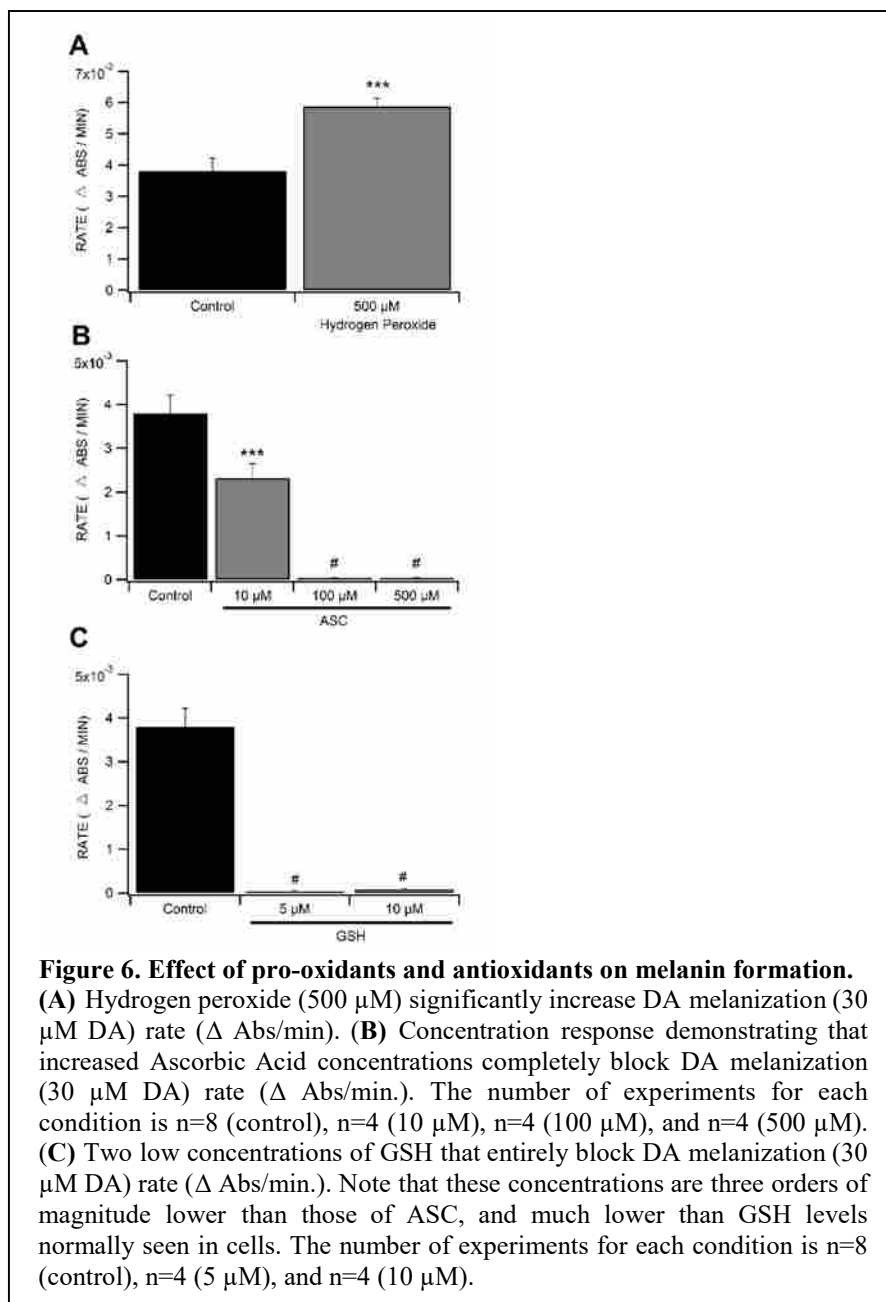 A
7x10⁻³
6
5
4
3
2
1
0
RATE ( △ ABS / MIN)
***
Control
500 µM
Hydrogen Peroxide
B
5x10⁻³
4
3
2
1
0
RATE ( △ ABS / MIN)
***
#
#
Control
10 µM
100 µM
500 µM
ASC
C
5x10⁻³
4
3
2
1
0
RATE ( △ ABS / MIN)
#
#
Control
5 µM
10 µM
GSH
Figure 6. Effect of pro-oxidants and antioxidants on melanin formation.
(A) Hydrogen peroxide (500 µM) significantly increase DA melanization (30
µM DA) rate (Δ Abs/min). (B) Concentration response demonstrating that
increased Ascorbic Acid concentrations completely block DA melanization
(30 µM DA) rate (Δ Abs/min.). The number of experiments for each
condition is n=8 (control), n=4 (10 µM), n=4 (100 µM), and n=4 (500 µM).
(C) Two low concentrations of GSH that entirely block DA melanization (30
µM DA) rate (Δ Abs/min.). Note that these concentrations are three orders of
magnitude lower than those of ASC, and much lower than GSH levels
normally seen in cells. The number of experiments for each condition is n=8
(control), n=4 (5 µM), and n=4 (10 µM).